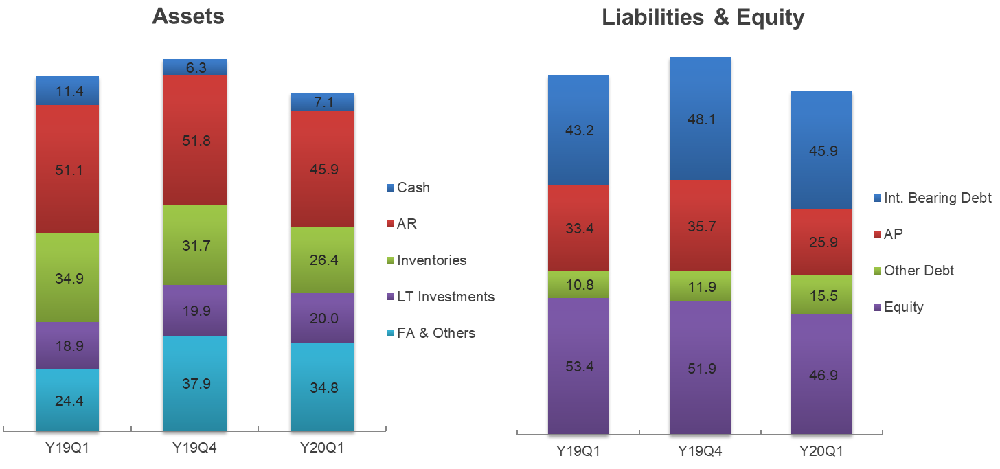 Assets
11.4
51.1
34.9
18.9
24.4
6.3
51.8
31.7
19.9
37.9
7.1
45.9
26.4
20.0
34.8
Y19Q1
Y19Q4
Y20Q1
Cash
AR
Inventories
LT Investments
FA & Others
Liabilities & Equity
43.2
33.4
10.8
53.4
48.1
35.7
11.9
51.9
45.9
25.9
15.5
46.9
Y19Q1
Y19Q4
Y20Q1
Int. Bearing Debt
AP
Other Debt
Equity